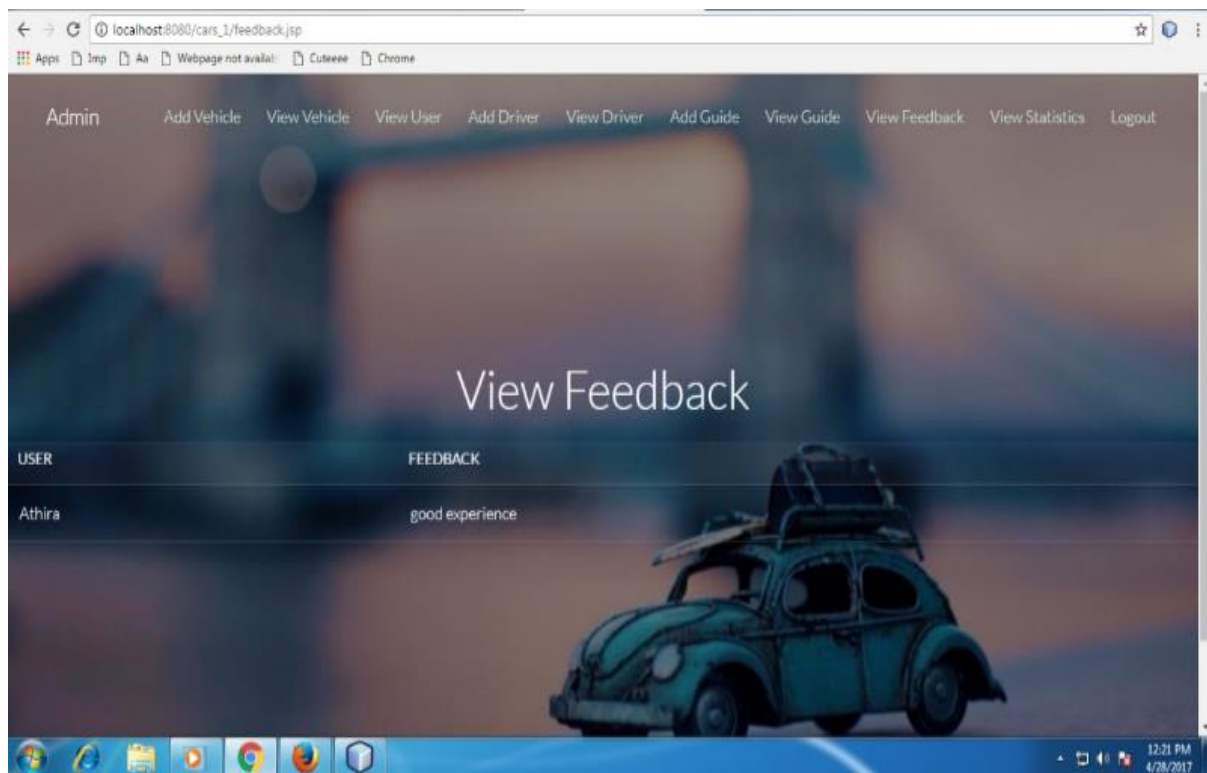 localhost:8080/cars_1/feedback.jsp
Apps Imp Aa Webpage not availab Cuteeee Chrome
Admin Add Vehicle View Vehicle View User Add Driver View Driver Add Guide View Guide View Feedback View Statistics Logout
View Feedback
USER FEEDBACK
Athira good experience
12:21 PM
4/28/2017